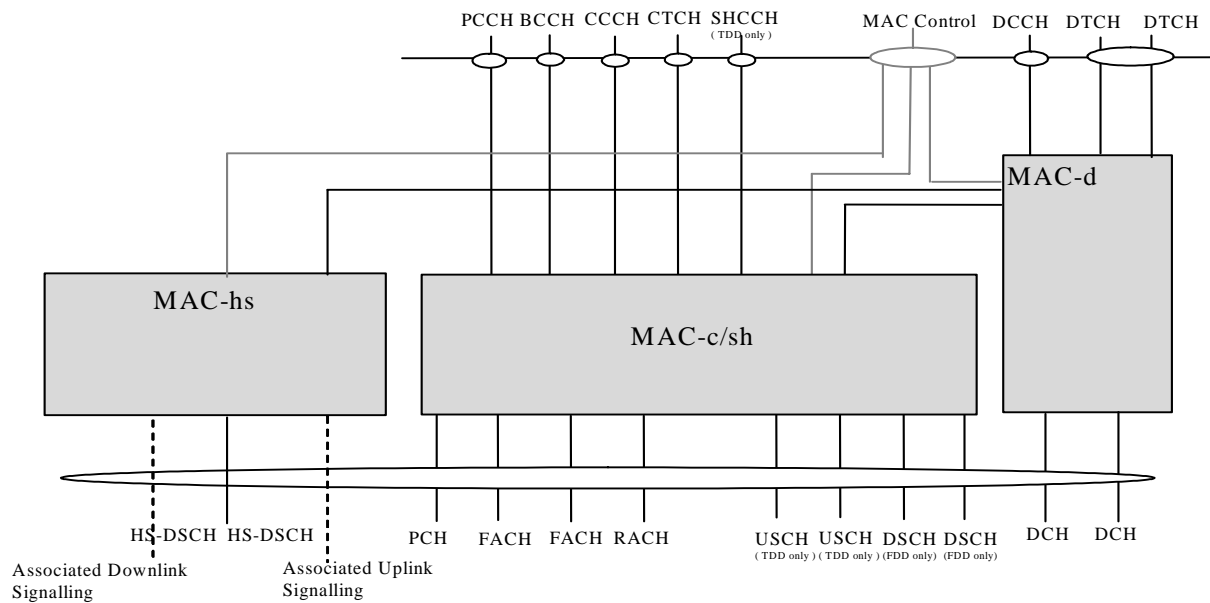 PCCH BCCH CCCH CTCH SHCCH MAC Control DCCH DTCH DTCH
( TDD only )
MAC-d
MAC-hs
MAC-c/sh
HS-DSCH HS-DSCH PCH FACH FACH RACH USCH USCH DSCH DSCH DCH DCH
( TDD only ) ( TDD only ) (FDD only) (FDD only)
Associated Downlink
Signalling
Associated Uplink
Signalling